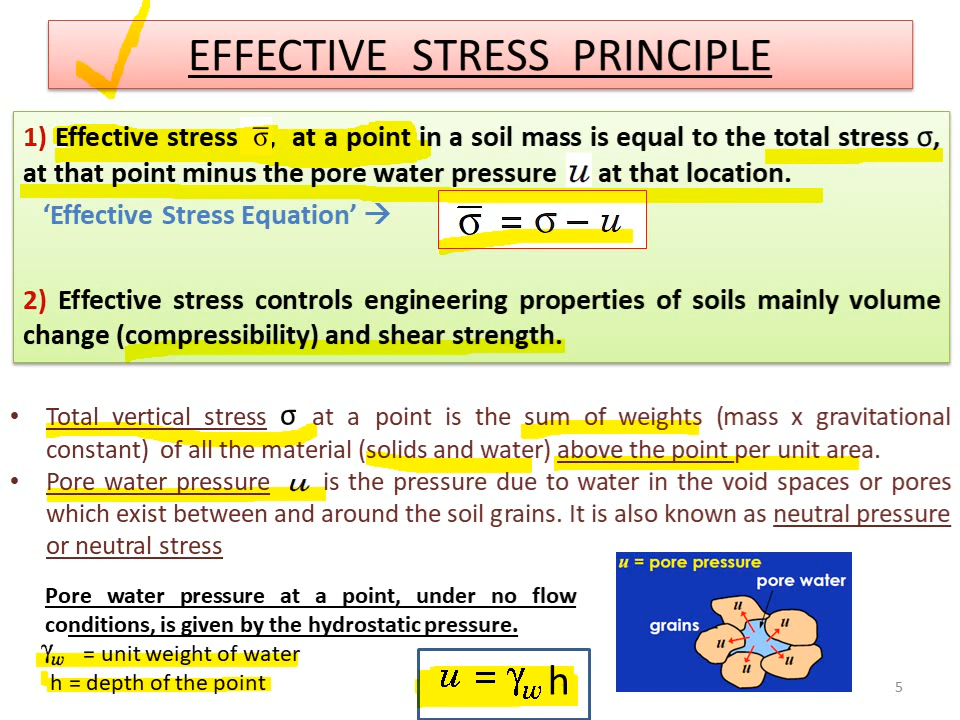 EFFECTIVE STRESS PRINCIPLE
1) Effective stress σ̅, at a point in a soil mass is equal to the total stress σ,
at that point minus the pore water pressure u at that location.
‘Effective Stress Equation’ →
σ̅ = σ − u
2) Effective stress controls engineering properties of soils mainly volume
change (compressibility) and shear strength.
• Total vertical stress σ at a point is the sum of weights (mass x gravitational
constant) of all the material (solids and water) above the point per unit area.
• Pore water pressure u is the pressure due to water in the void spaces or pores
which exist between and around the soil grains. It is also known as neutral pressure
or neutral stress
Pore water pressure at a point, under no flow
conditions, is given by the hydrostatic pressure.
γw = unit weight of water
h = depth of the point
u = γw h
u = pore pressure
pore water
grains
u
u
u
u
u
5